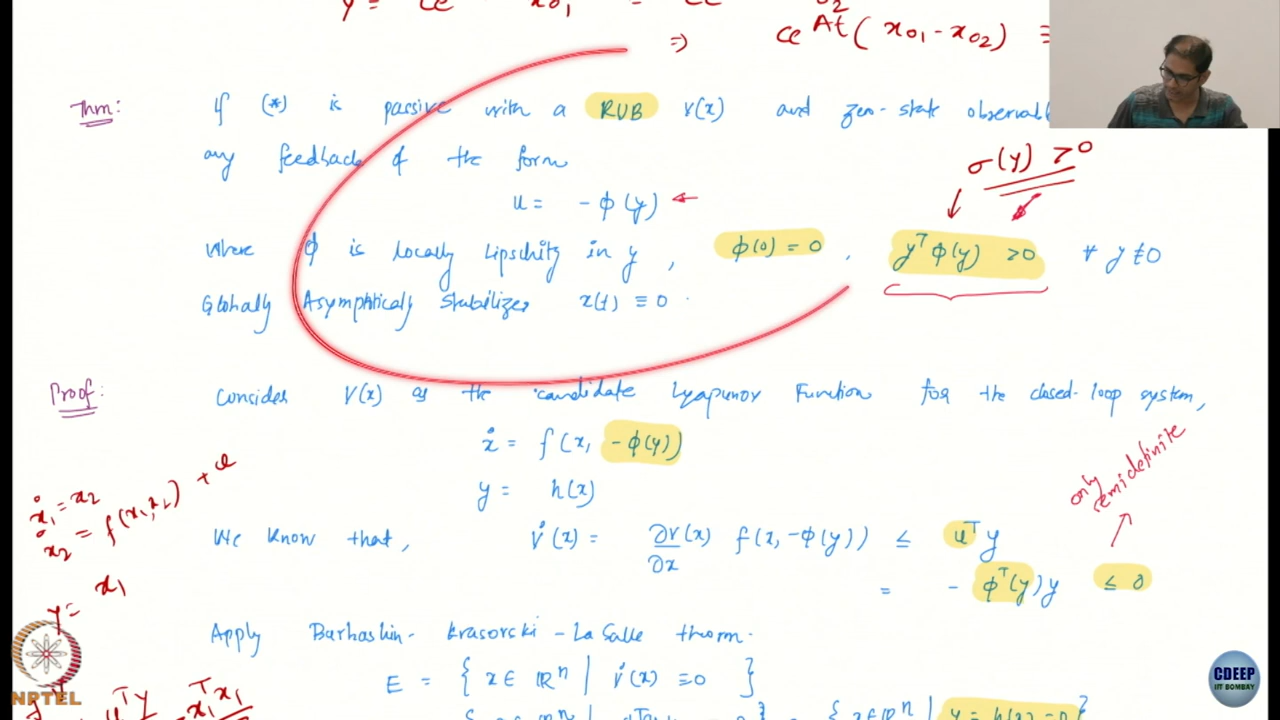 ⇒ ce^At ( x01 - x02 ) ≡
Thm: If (*) is passive with a RUB V(x) and zero-state observabl
any feedback of the form
σ(y) ≥ 0
u = - φ(y) ←
where φ is locally Lipschitz in y , φ(0) = 0 , y^T φ(y) > 0 ∀ y ≠ 0
Globally Asymptotically stabilizes x(t) ≡ 0 .
Proof: Consider V(x) as the candidate Lyapunov Function for the closed-loop system,
ẋ = f(x, -φ(y))
y = h(x)
only semidefinite
ẋ1 = x2
ẋ2 = f(x1, x2) + u
y = x1
We know that, V̇(x) = ∂V(x)/∂x f(x, -φ(y)) ≤ u^T y
= - φ^T(y) y ≤ 0
Apply Barbashin - Krasovski - La Salle thorm.
E = { x ∈ ℝ^n | V̇(x) ≡ 0 }
y = h(x) = 0 }
NPTEL
CDEEP
IIT BOMBAY